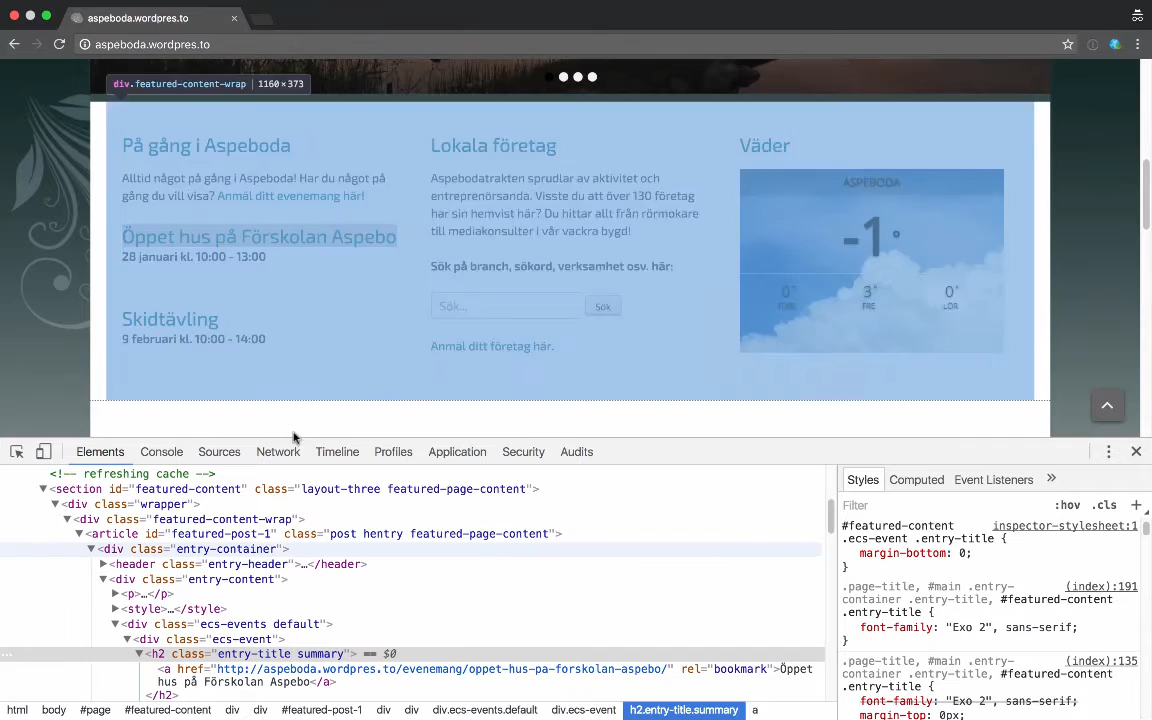 aspeboda.wordpres.to
aspeboda.wordpres.to
div.featured-content-wrap | 1160×373
På gång i Aspeboda
Alltid något på gång i Aspeboda! Har du något på
gång du vill visa? Anmäl ditt evenemang här!
Öppet hus på Förskolan Aspebo
28 januari kl. 10:00 - 13:00
Skidtävling
9 februari kl. 10:00 - 14:00
Lokala företag
Aspebodatrakten sprudlar av aktivitet och
entreprenörsanda. Visste du att över 130 företag
har sin hemvist här? Du hittar allt från rörmokare
till mediakonsulter i vår vackra bygd!
Sök på branch, sökord, verksamhet osv. här:
Sök... Sök
Anmäl ditt företag här.
Väder
ASPEBODA
-1°
0° 3° 0°
FRE LÖR
Elements Console Sources Network Timeline Profiles Application Security Audits
<!-- refreshing cache -->
▼<section id="featured-content" class="layout-three featured-page-content">
▼<div class="wrapper">
▼<div class="featured-content-wrap">
▼<article id="featured-post-1" class="post hentry featured-page-content">
▼<div class="entry-container">
▶<header class="entry-header">…</header>
▼<div class="entry-content">
▶<p>…</p>
▶<style>…</style>
▼<div class="ecs-events default">
▼<div class="ecs-event">
… ▼<h2 class="entry-title summary"> == $0
<a href="http://aspeboda.wordpres.to/evenemang/oppet-hus-pa-forskolan-aspebo/" rel="bookmark">Öppet
hus på Förskolan Aspebo</a>
</h2>
html body #page #featured-content div div #featured-post-1 div div div.ecs-events.default div.ecs-event h2.entry-title.summary a
Styles Computed Event Listeners »
Filter :hov .cls +
#featured-content inspector-stylesheet:1
.ecs-event .entry-title {
margin-bottom: 0;
}
.page-title, #main .entry- (index):191
container .entry-title, #featured-content
.entry-title {
font-family: "Exo 2", sans-serif;
}
.page-title, #main .entry- (index):135
container .entry-title, #featured-content
.entry-title {
font-family: "Exo 2", sans-serif;
margin-top: 0px;